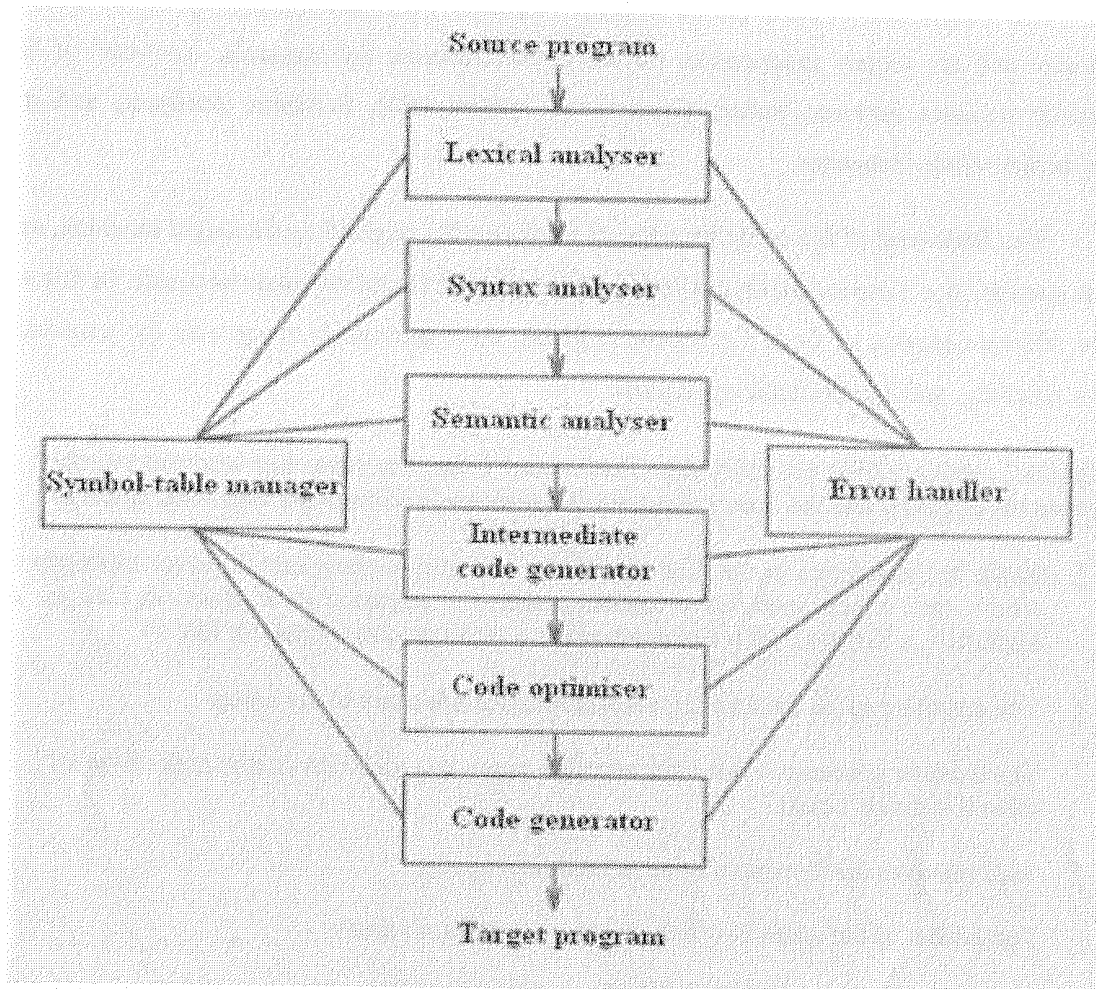 Source program
Lexical analyser
Syntax analyser
Semantic analyser
Symbol-table manager
Error handler
Intermediate
code generator
Code optimiser
Code generator
Target program